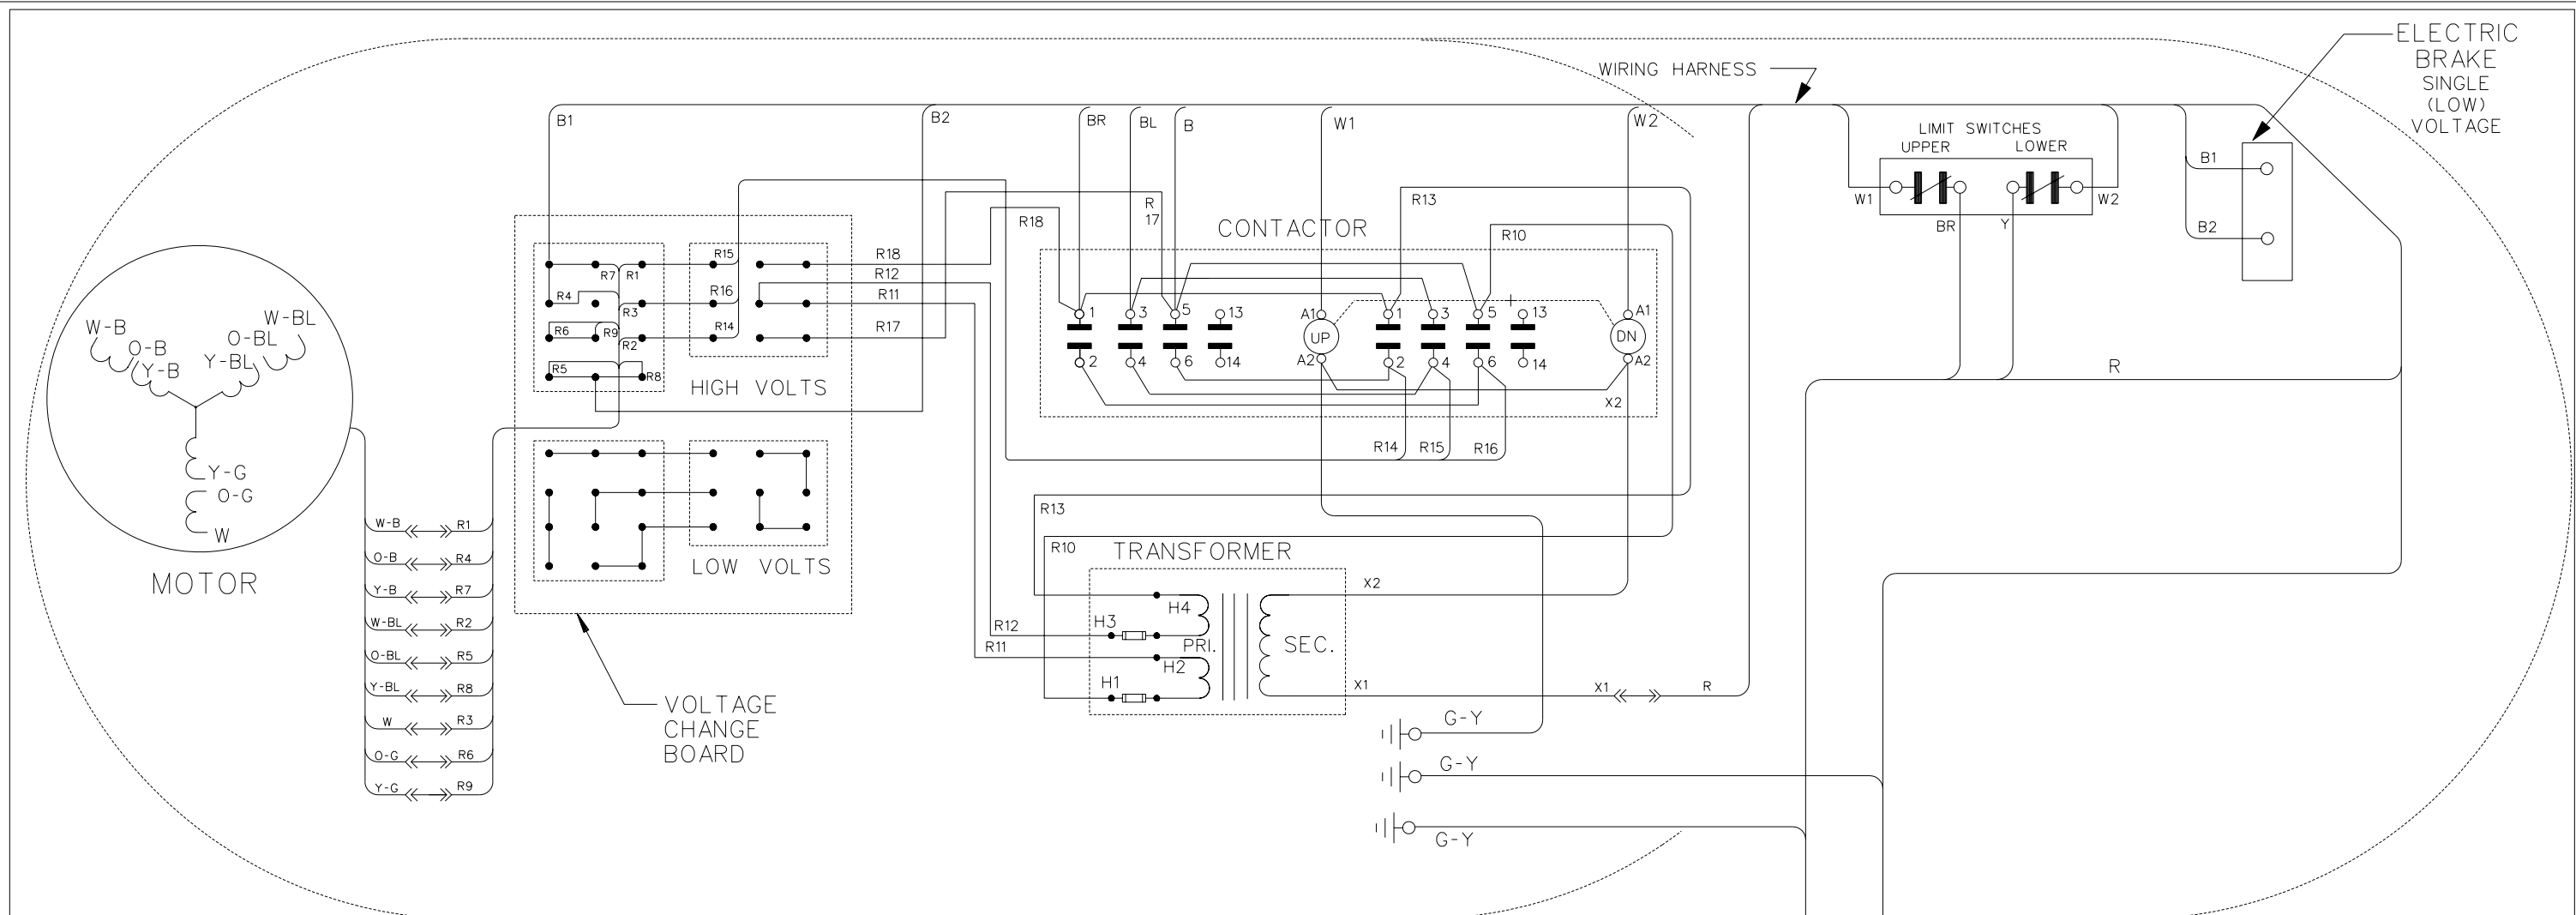 ELECTRIC
BRAKE
SINGLE
(LOW)
VOLTAGE
WIRING HARNESS
B1
B2
BR
BL
B
W1
W2
LIMIT SWITCHES
UPPER
LOWER
W1
W2
BR
Y
B1
B2
R
17
R13
R18
R10
CONTACTOR
R15
R7
R1
R4
R16
R3
R6
R9
R14
R2
R5
R8
HIGH VOLTS
R18
R12
R11
R17
1
3
5
13
2
4
6
14
A1
UP
A2
1
3
5
13
2
4
6
14
A1
DN
A2
X2
R
R14
R15
R16
W-B
O-B
Y-B
W-BL
O-BL
Y-BL
Y-G
O-G
W
MOTOR
W-B
R1
O-B
R4
Y-B
R7
W-BL
R2
O-BL
R5
Y-BL
R8
W
R3
O-G
R6
Y-G
R9
LOW VOLTS
VOLTAGE
CHANGE
BOARD
R13
R10
TRANSFORMER
X2
H4
H3
R12
PRI.
SEC.
R11
H2
H1
X1
X1
R
G-Y
G-Y
G-Y